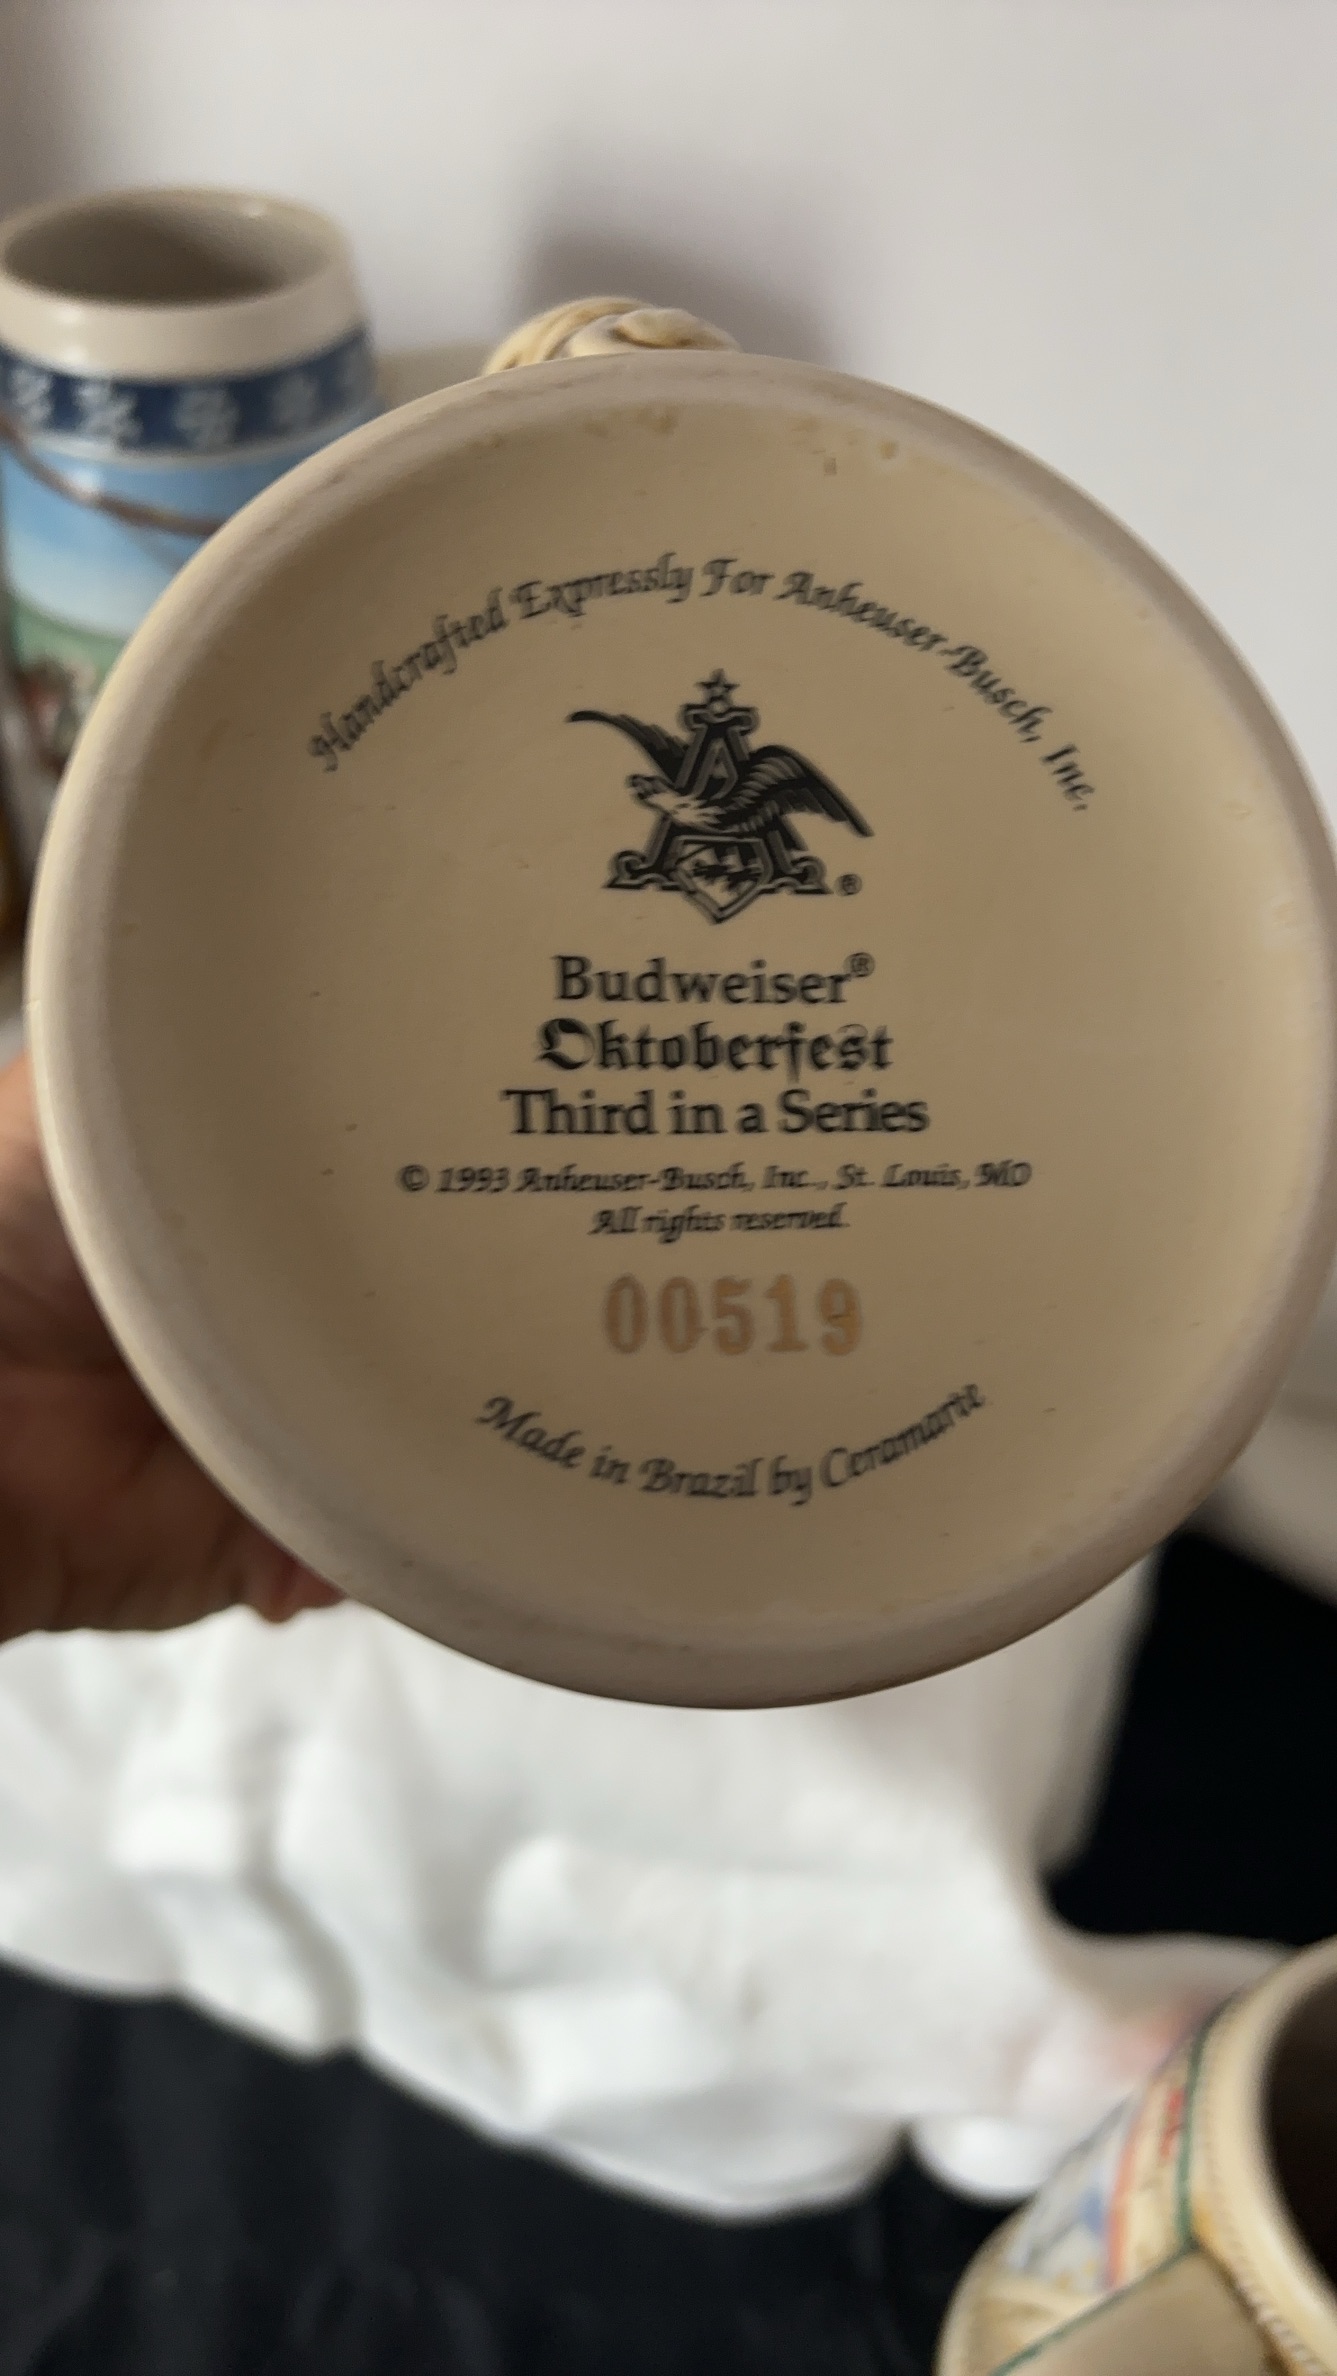 Handcrafted Expressly For Anheuser-Busch, Inc.
A
®
Budweiser®
Oktoberfest
Third in a Series
© 1993 Anheuser-Busch, Inc., St. Louis, MO
All rights reserved.
00519
Made in Brazil by Ceramarte